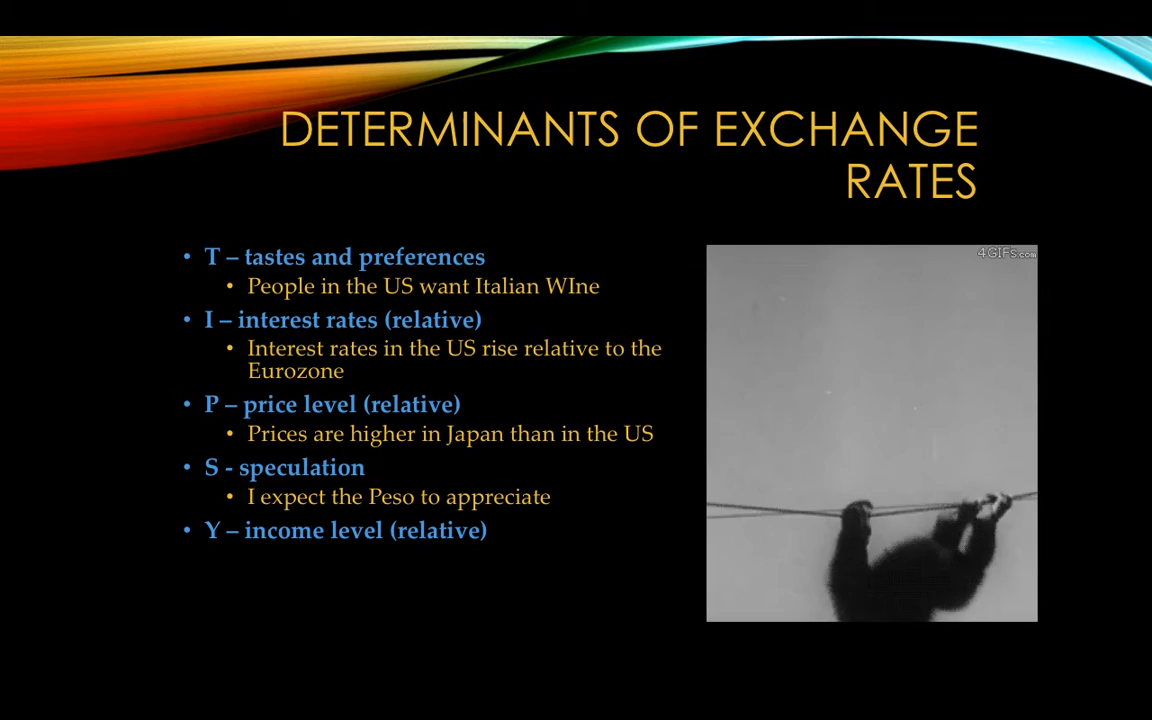 DETERMINANTS OF EXCHANGE
RATES
• T – tastes and preferences
• People in the US want Italian WIne
• I – interest rates (relative)
• Interest rates in the US rise relative to the
Eurozone
• P – price level (relative)
• Prices are higher in Japan than in the US
• S - speculation
• I expect the Peso to appreciate
• Y – income level (relative)
4GIFs.com